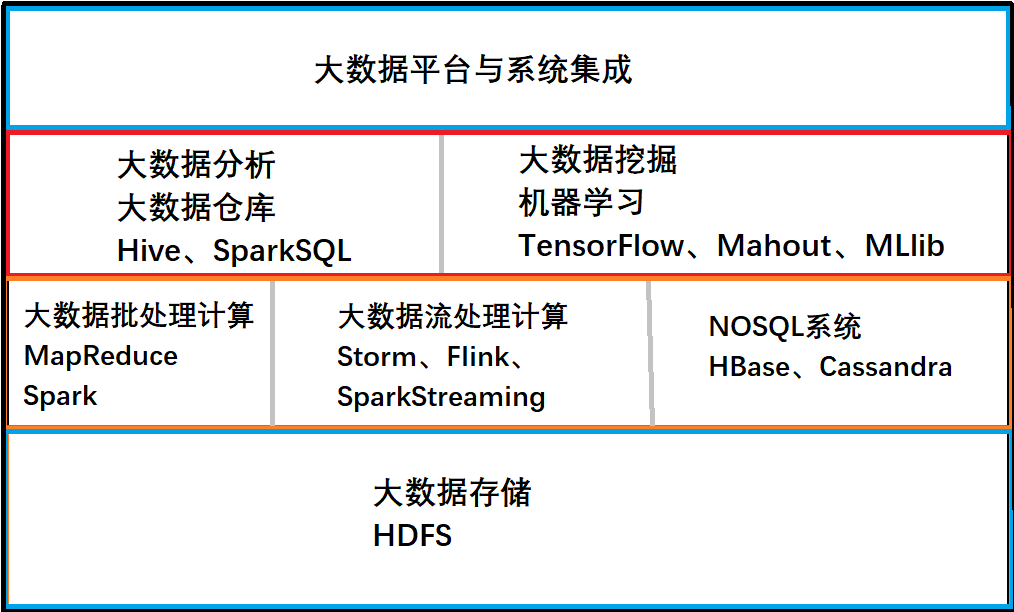 大数据平台与系统集成
大数据分析
大数据仓库
Hive、SparkSQL
大数据挖掘
机器学习
TensorFlow、Mahout、MLlib
大数据批处理计算
MapReduce
Spark
大数据流处理计算
Storm、Flink、
SparkStreaming
NOSQL系统
HBase、Cassandra
大数据存储
HDFS